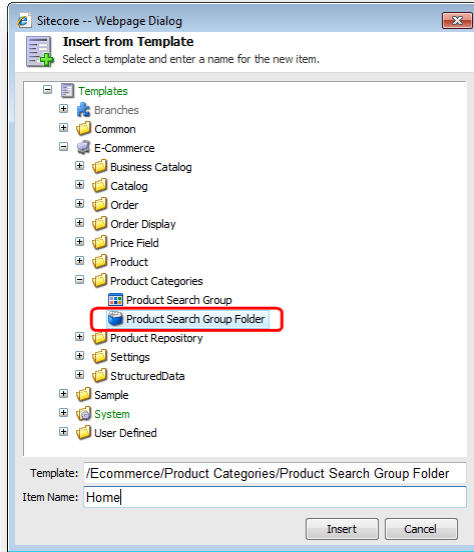 Sitecore -- Webpage Dialog
Insert from Template
Select a template and enter a name for the new item.
Templates
Branches
Common
E-Commerce
Business Catalog
Catalog
Order
Order Display
Price Field
Product
Product Categories
Product Search Group
Product Search Group Folder
Product Repository
Settings
StructuredData
Sample
System
User Defined
Template: /Ecommerce/Product Categories/Product Search Group Folder
Item Name: Home
Insert Cancel